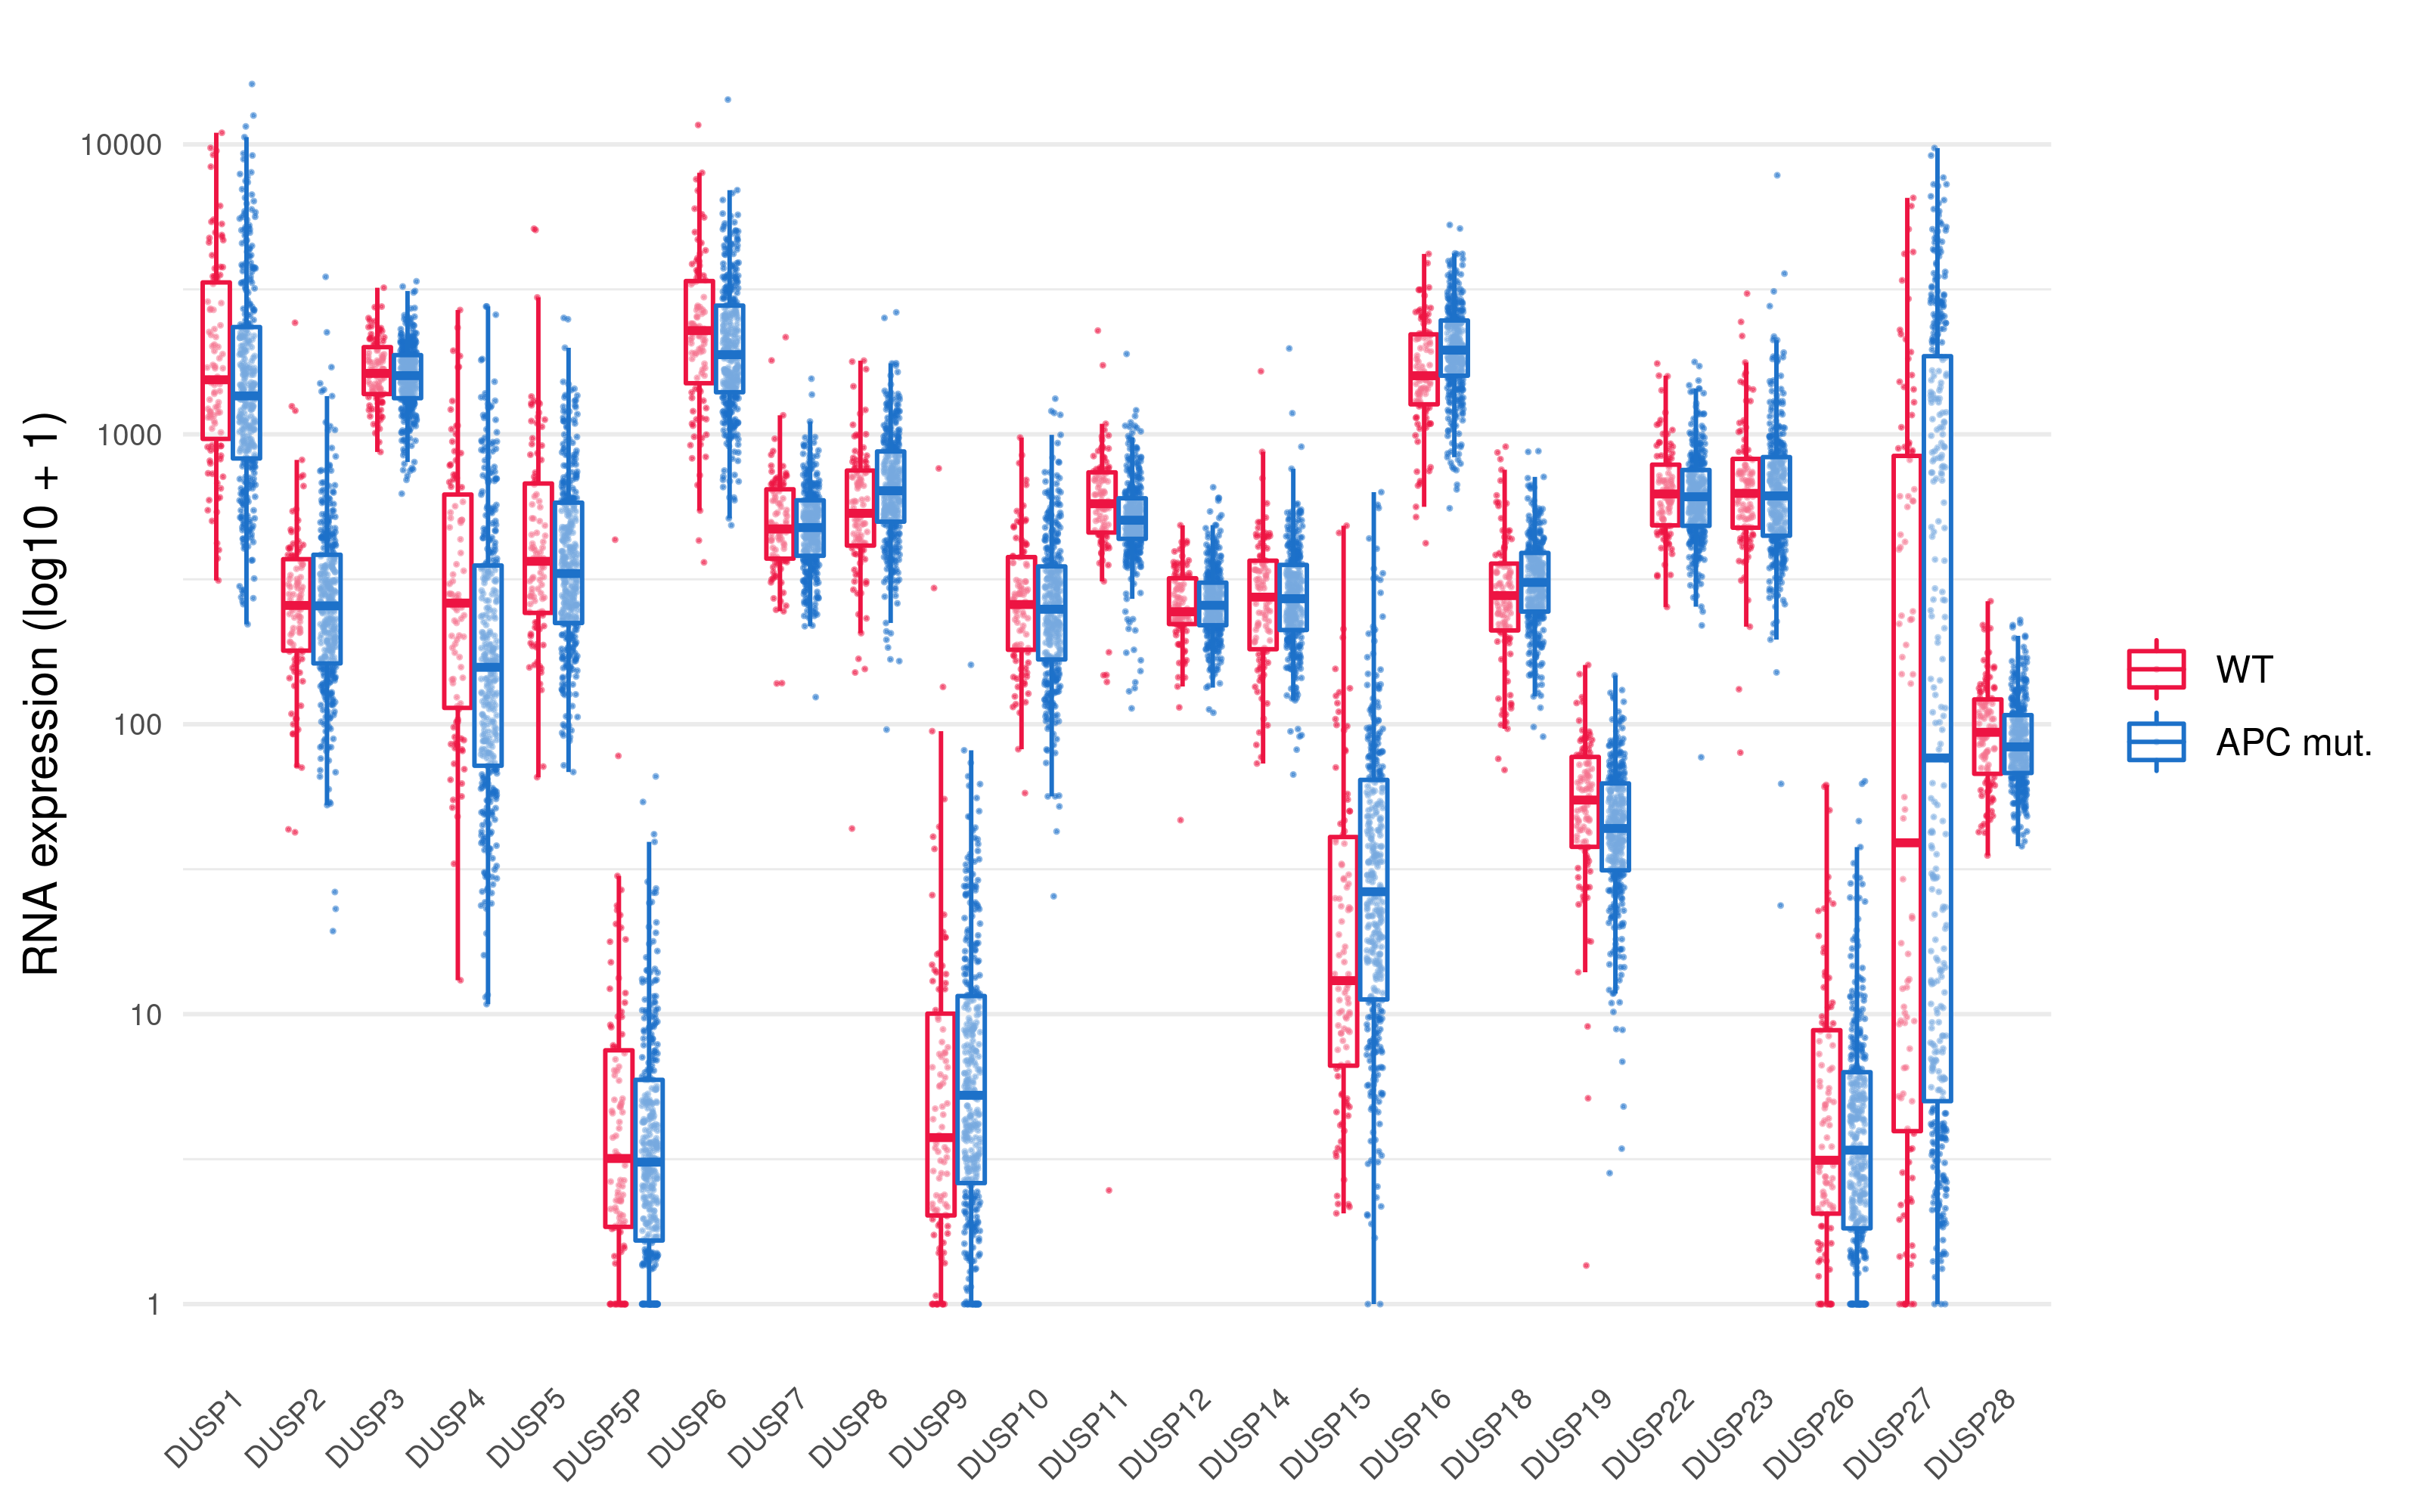 RNA expression (log10 + 1)
10000
1000
100
10
1
DUSP1
DUSP2
DUSP3
DUSP4
DUSP5
DUSP5P
DUSP6
DUSP7
DUSP8
DUSP9
DUSP10
DUSP11
DUSP12
DUSP14
DUSP15
DUSP16
DUSP18
DUSP19
DUSP22
DUSP23
DUSP26
DUSP27
DUSP28
WT
APC mut.